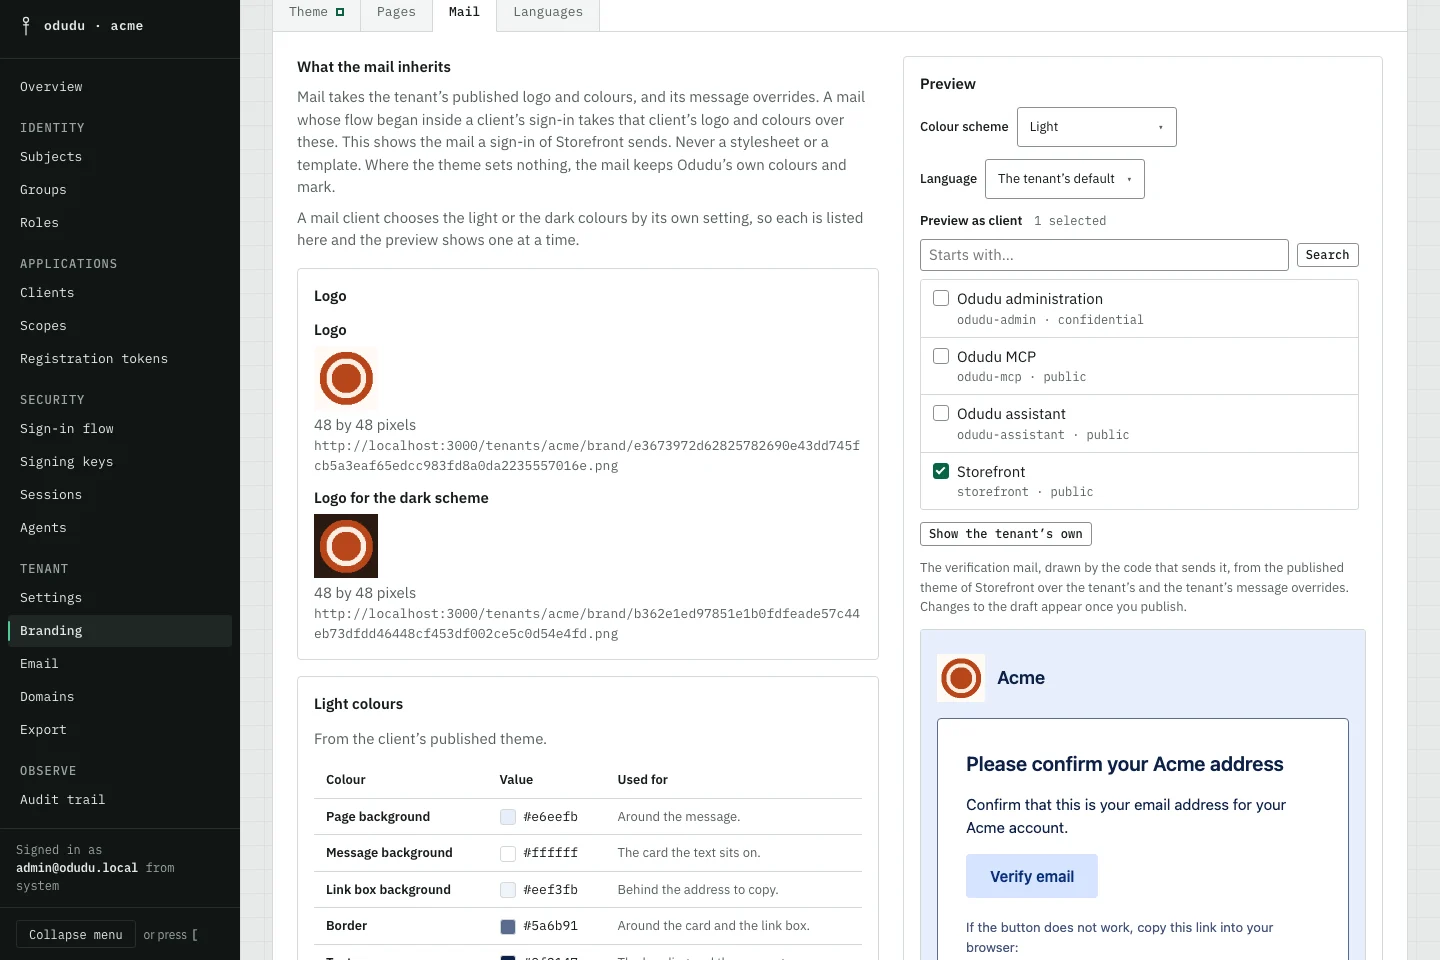 odudu · acme
Overview
IDENTITY
Subjects
Groups
Roles
APPLICATIONS
Clients
Scopes
Registration tokens
SECURITY
Sign-in flow
Signing keys
Sessions
Agents
TENANT
Settings
Branding
Email
Domains
Export
OBSERVE
Audit trail
Signed in as
admin@odudu.local from
system
Collapse menu or press [
Theme Pages Mail Languages
What the mail inherits
Mail takes the tenant’s published logo and colours, and its message overrides. A mail
whose flow began inside a client’s sign-in takes that client’s logo and colours over
these. This shows the mail a sign-in of Storefront sends. Never a stylesheet or a
template. Where the theme sets nothing, the mail keeps Odudu’s own colours and
mark.
A mail client chooses the light or the dark colours by its own setting, so each is listed
here and the preview shows one at a time.
Logo
Logo
48 by 48 pixels
http://localhost:3000/tenants/acme/brand/e3673972d62825782690e43dd745f
cb5a3eaf65edcc983fd8a0da2235557016e.png
Logo for the dark scheme
48 by 48 pixels
http://localhost:3000/tenants/acme/brand/b362e1ed97851e1b0fdfeade57c44
eb73dfdd46448cf453df002ce5c0d54e4fd.png
Light colours
From the client’s published theme.
Colour Value Used for
Page background #e6eefb Around the message.
Message background #ffffff The card the text sits on.
Link box background #eef3fb Behind the address to copy.
Border #5a6b91 Around the card and the link box.
Preview
Colour scheme Light
Language The tenant’s default
Preview as client 1 selected
Starts with... Search
Odudu administration
odudu-admin · confidential
Odudu MCP
odudu-mcp · public
Odudu assistant
odudu-assistant · public
Storefront
storefront · public
Show the tenant’s own
The verification mail, drawn by the code that sends it, from the published
theme of Storefront over the tenant’s and the tenant’s message overrides.
Changes to the draft appear once you publish.
Acme
Please confirm your Acme address
Confirm that this is your email address for your
Acme account.
Verify email
If the button does not work, copy this link into your
browser: